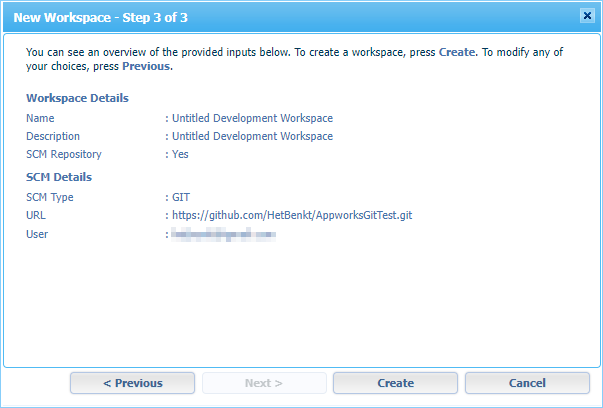 New Workspace - Step 3 of 3
You can see an overview of the provided inputs below. To create a workspace, press Create. To modify any of
your choices, press Previous.
Workspace Details
Name : Untitled Development Workspace
Description : Untitled Development Workspace
SCM Repository : Yes
SCM Details
SCM Type : GIT
URL : https://github.com/HetBenkt/AppworksGitTest.git
User :
< Previous Next > Create Cancel